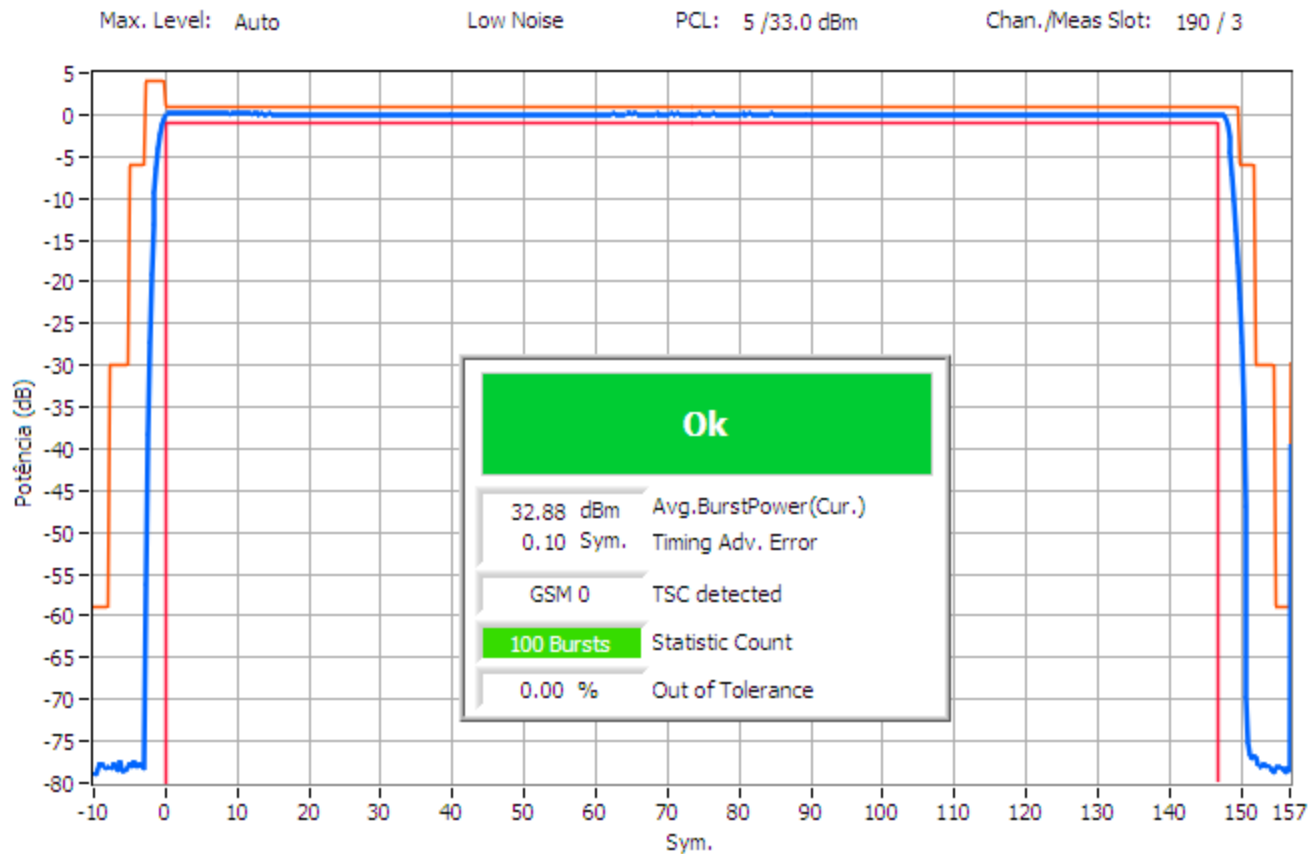 Max. Level: Auto Low Noise PCL: 5 /33.0 dBm Chan./Meas Slot: 190 / 3
5
0
-5
-10
-15
-20
-25
-30
-35
-40
-45
-50
-55
-60
-65
-70
-75
-80
Potência (dB)
Ok
32.88 dBm Avg.BurstPower(Cur.)
0.10 Sym. Timing Adv. Error
GSM 0 TSC detected
100 Bursts Statistic Count
0.00 % Out of Tolerance
-10 0 10 20 30 40 50 60 70 80 90 100 110 120 130 140 150 157
Sym.